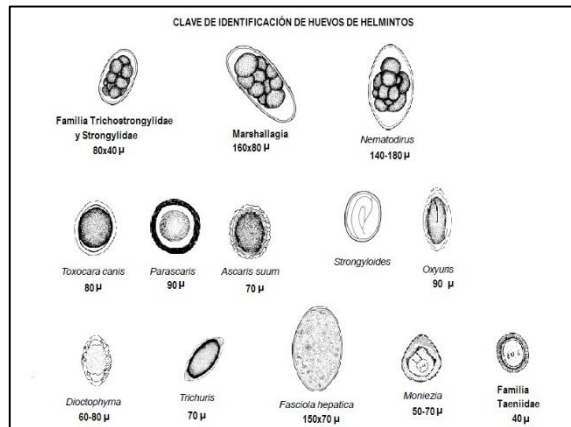 CLAVE DE IDENTIFICACIÓN DE HUEVOS DE HELMINTOS
Familia Trichostrongylidae
y Strongylidae
80x40 µ
Marshallagia
160x80 µ
Nematodirus
140-180 µ
Toxocara canis
80 µ
Parascaris
90 µ
Ascaris suum
70 µ
Strongyloides
Oxyuris
90 µ
Dioctophyma
60-80 µ
Trichuris
70 µ
Fasciola hepatica
150x70 µ
Moniezia
50-70 µ
Familia
Taeniidae
40 µ